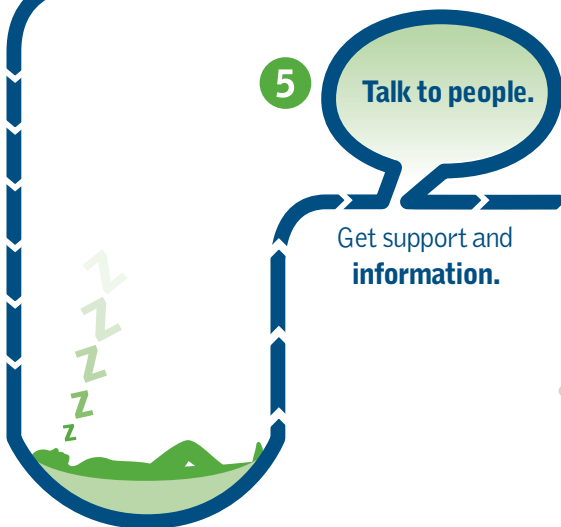 5
Talk to people.
Get support and
information.
Z
Z
Z
Z
Z